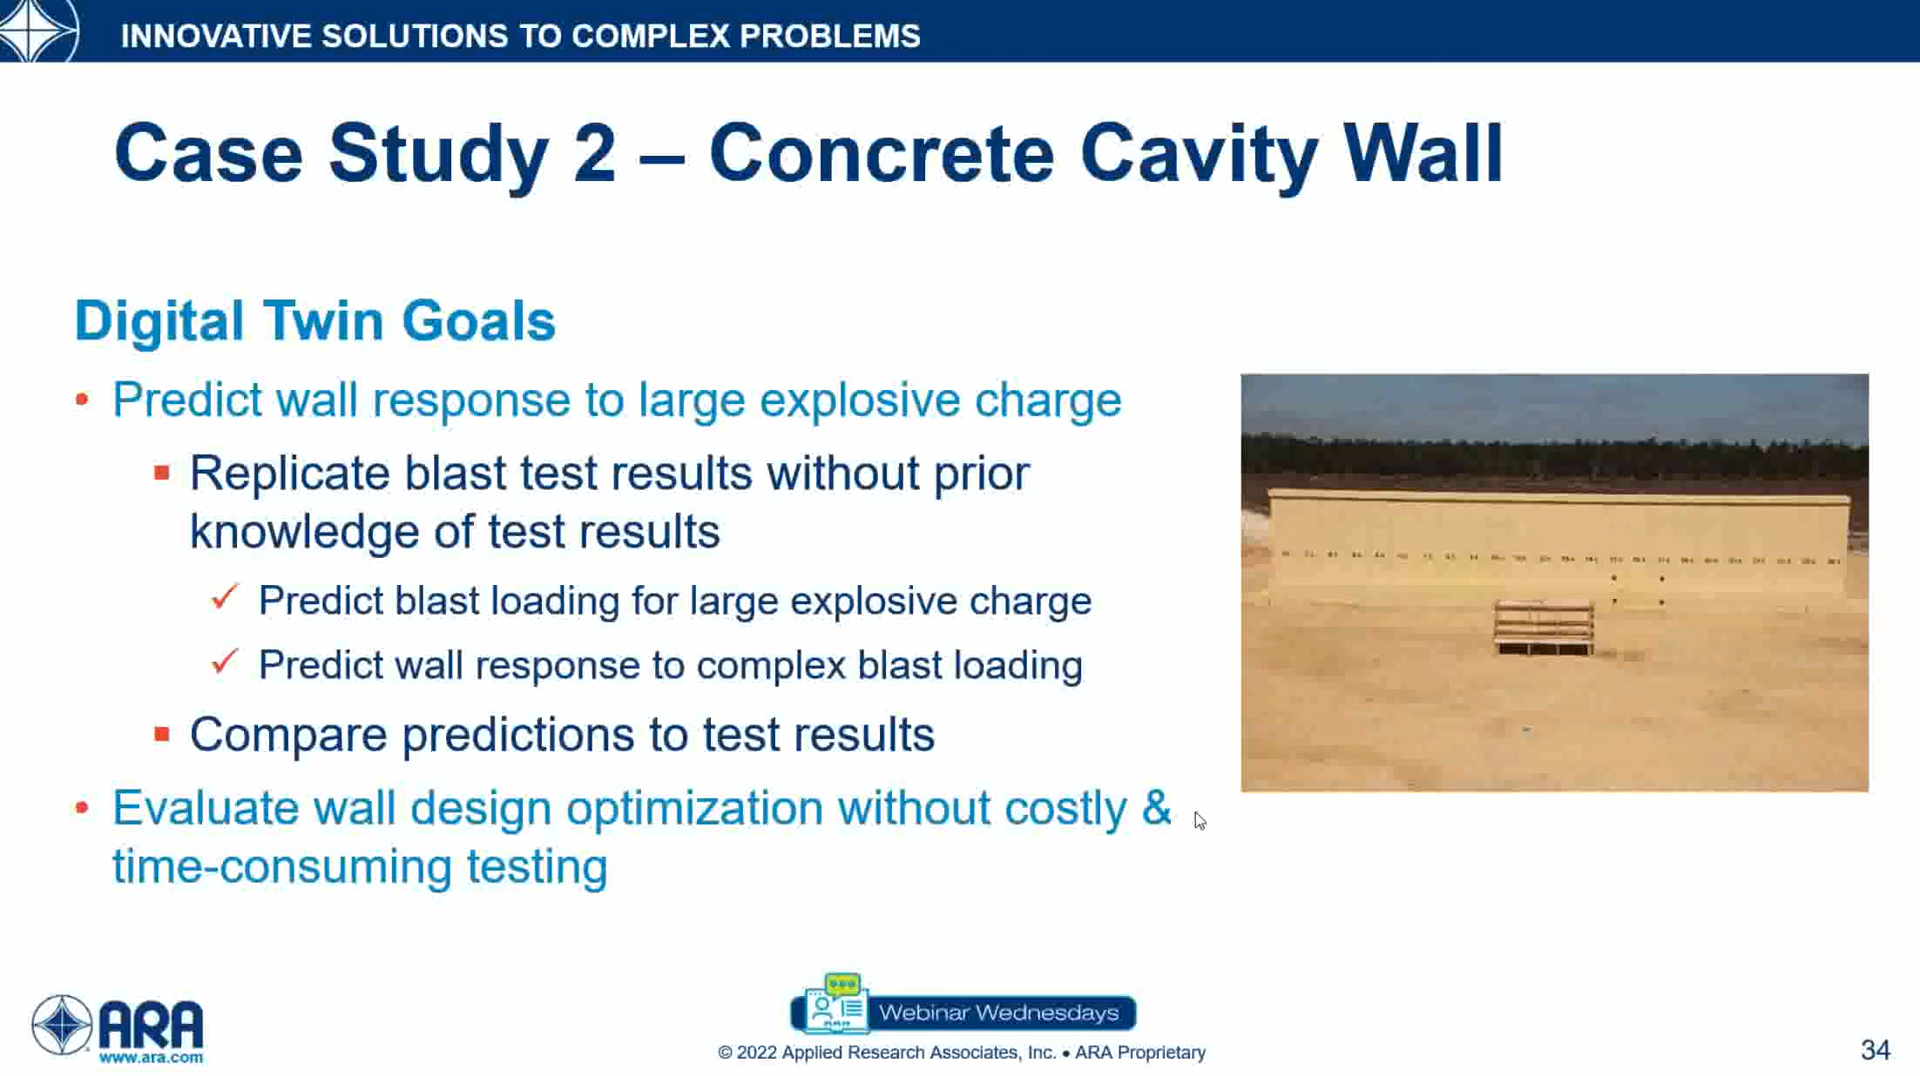 INNOVATIVE SOLUTIONS TO COMPLEX PROBLEMS
Case Study 2 – Concrete Cavity Wall
Digital Twin Goals
• Predict wall response to large explosive charge
▪ Replicate blast test results without prior
knowledge of test results
✓ Predict blast loading for large explosive charge
✓ Predict wall response to complex blast loading
▪ Compare predictions to test results
• Evaluate wall design optimization without costly &
time-consuming testing
ARA
www.ara.com
Webinar Wednesdays
© 2022 Applied Research Associates, Inc. • ARA Proprietary
34